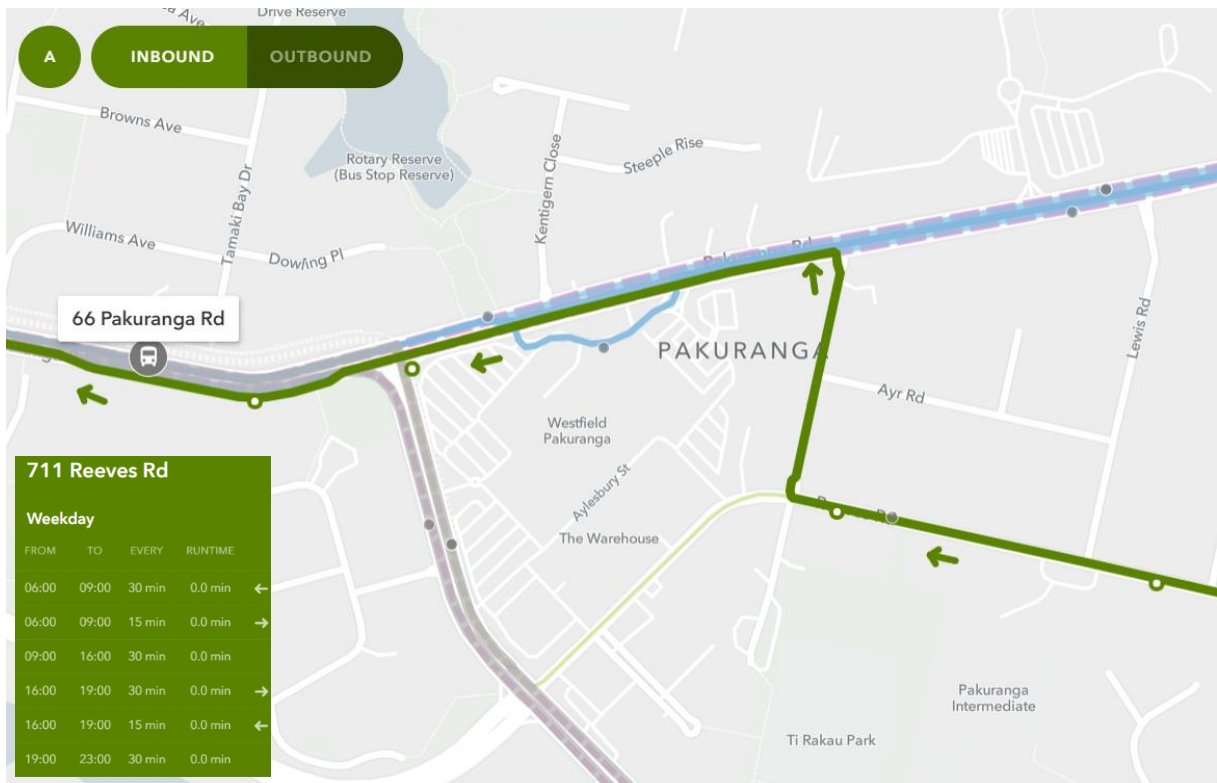 Drive Reserve
Ave
A
INBOUND
OUTBOUND
Browns Ave
Tamaki Bay Dr
Rotary Reserve
(Bus Stop Reserve)
Kentigern Close
Steeple Rise
Williams Ave
Dowling Pl
Pakuranga Rd
66 Pakuranga Rd
PAKURANGA
Lewis Rd
Ayr Rd
Westfield
Pakuranga
Aylesbury St
The Warehouse
Pakuranga
Intermediate
Ti Rakau Park
711 Reeves Rd
Weekday
FROM TO EVERY RUNTIME
06:00 09:00 30 min 0.0 min ←
06:00 09:00 15 min 0.0 min →
09:00 16:00 30 min 0.0 min
16:00 19:00 30 min 0.0 min →
16:00 19:00 15 min 0.0 min ←
19:00 23:00 30 min 0.0 min